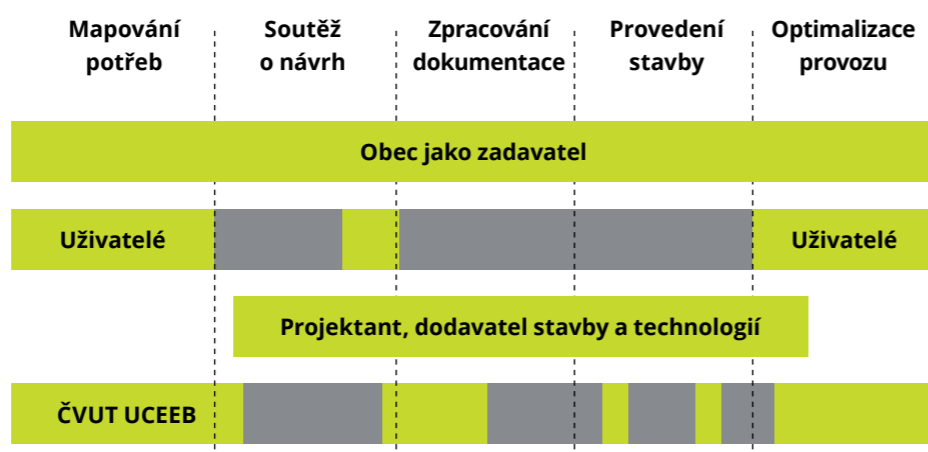 Mapování
potřeb
Soutěž
o návrh
Zpracování
dokumentace
Provedení
stavby
Optimalizace
provozu
Obec jako zadavatel
Uživatelé
Uživatelé
Projektant, dodavatel stavby a technologií
ČVUT UCEEB